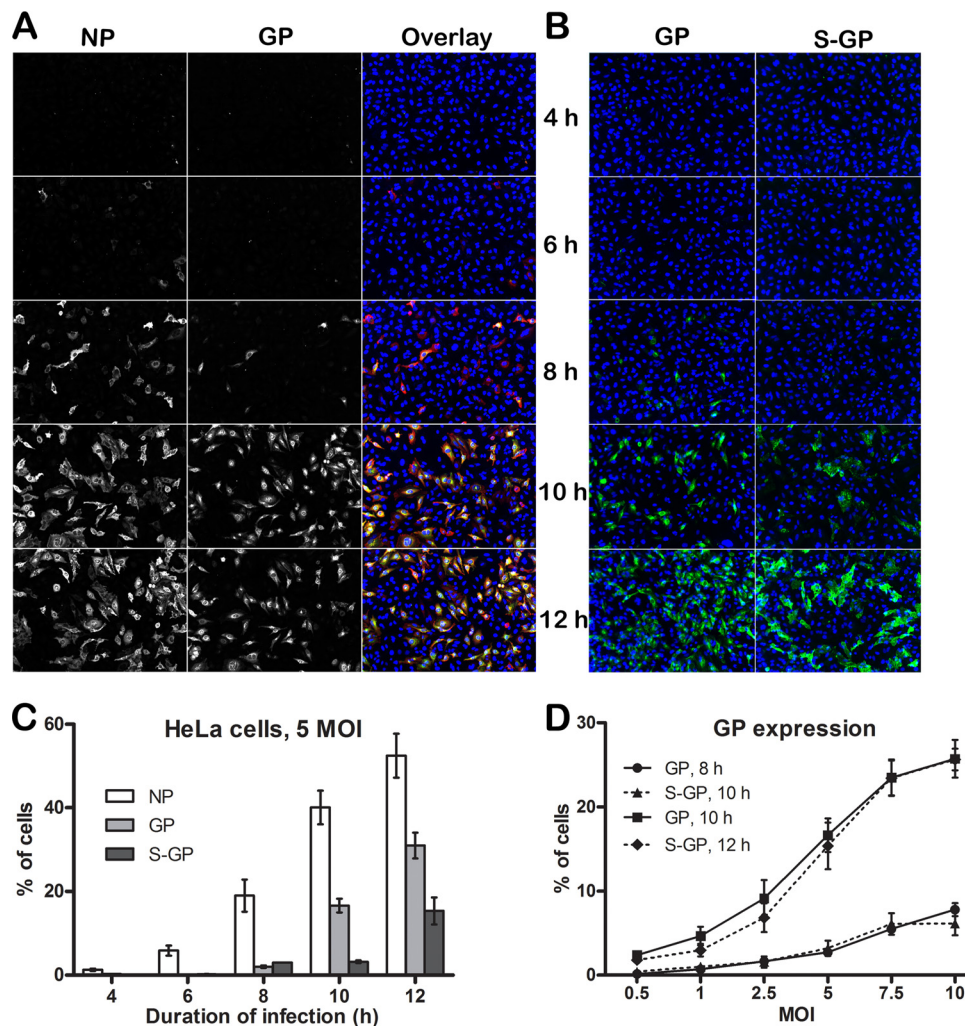 A B
NP GP Overlay GP S-GP
4 h
6 h
8 h
10 h
12 h
C
HeLa cells, 5 MOI
NP
GP
S-GP
% of cells
60
40
20
0
4 6 8 10 12
Duration of infection (h)
D
GP expression
GP, 8 h
S-GP, 10 h
GP, 10 h
S-GP, 12 h
% of cells
30
20
10
0
0.5 1 2.5 5 7.5 10
MOI